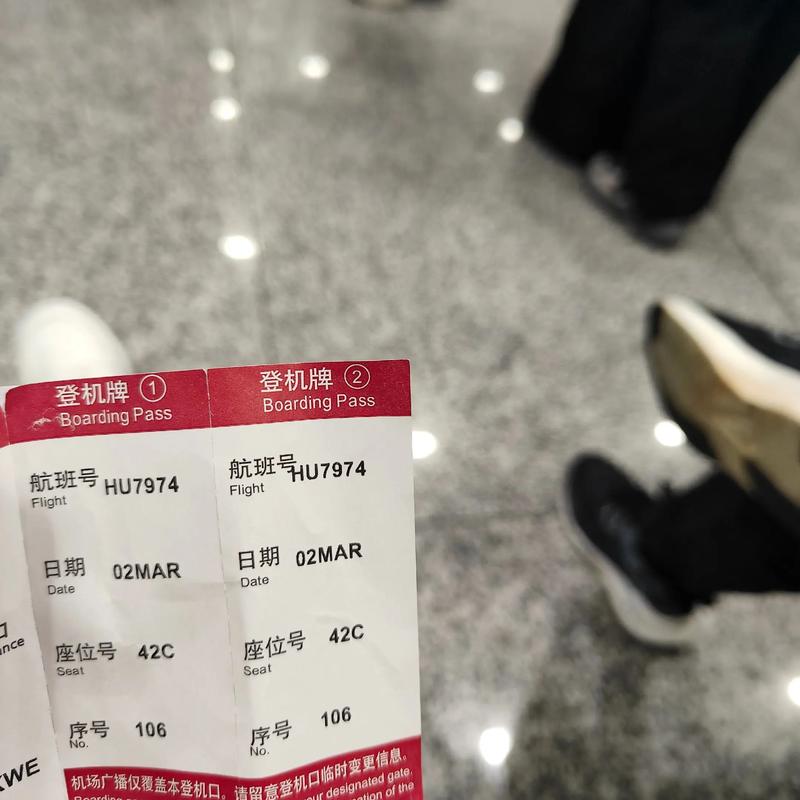 登机牌 ①
Boarding Pass
航班号 HU7974
Flight
日期 02MAR
Date
座位号 42C
Seat
序号 106
No.
登机牌 ②
Boarding Pass
航班号 HU7974
Flight
日期 02MAR
Date
座位号 42C
Seat
序号 106
No.
机场广播仅覆盖本登机口。请留意登机口临时变更信息。
Boarding
your designated gate.
ation of the
口
ance
KWE